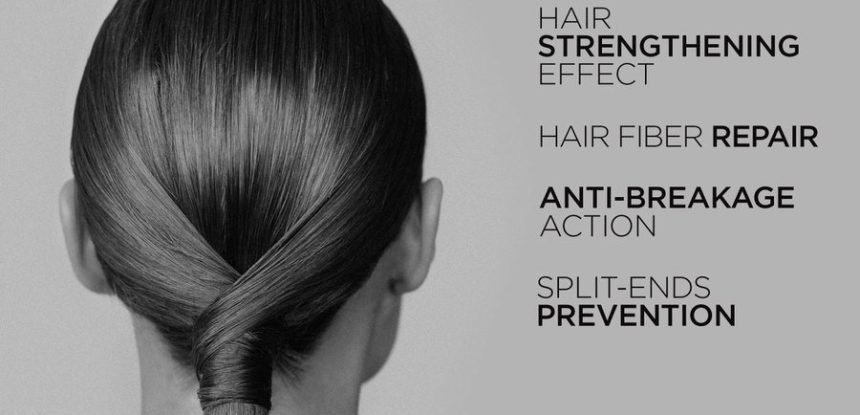 HAIR
STRENGTHENING
EFFECT
HAIR FIBER REPAIR
ANTI-BREAKAGE
ACTION
SPLIT-ENDS
PREVENTION